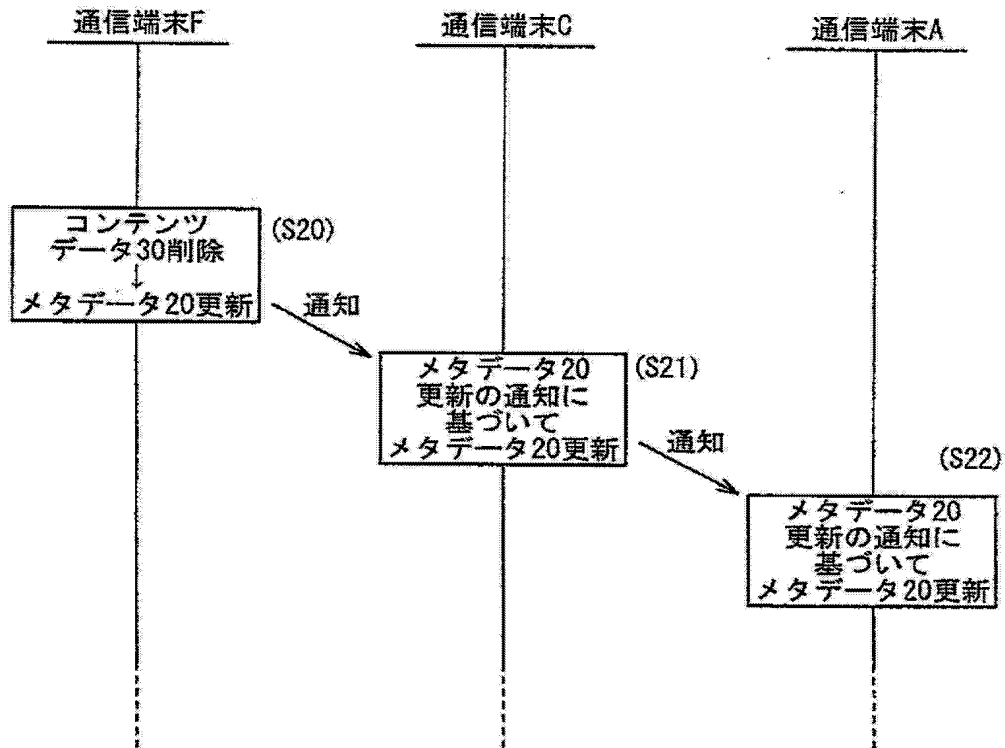 通信端末F
通信端末C
通信端末A
コンテンツ
データ30削除
↓
メタデータ20更新
(S20)
通知
メタデータ20
更新の通知に
基づいて
メタデータ20更新
(S21)
通知
(S22)
メタデータ20
更新の通知に
基づいて
メタデータ20更新